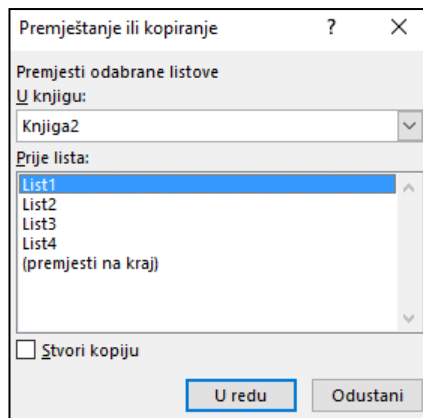 Premještanje ili kopiranje ?
Premjesti odabrane listove
U knjigu:
Knjiga2
Prije lista:
List1
List2
List3
List4
(premjesti na kraj)
Stvori kopiju
U redu Odustani